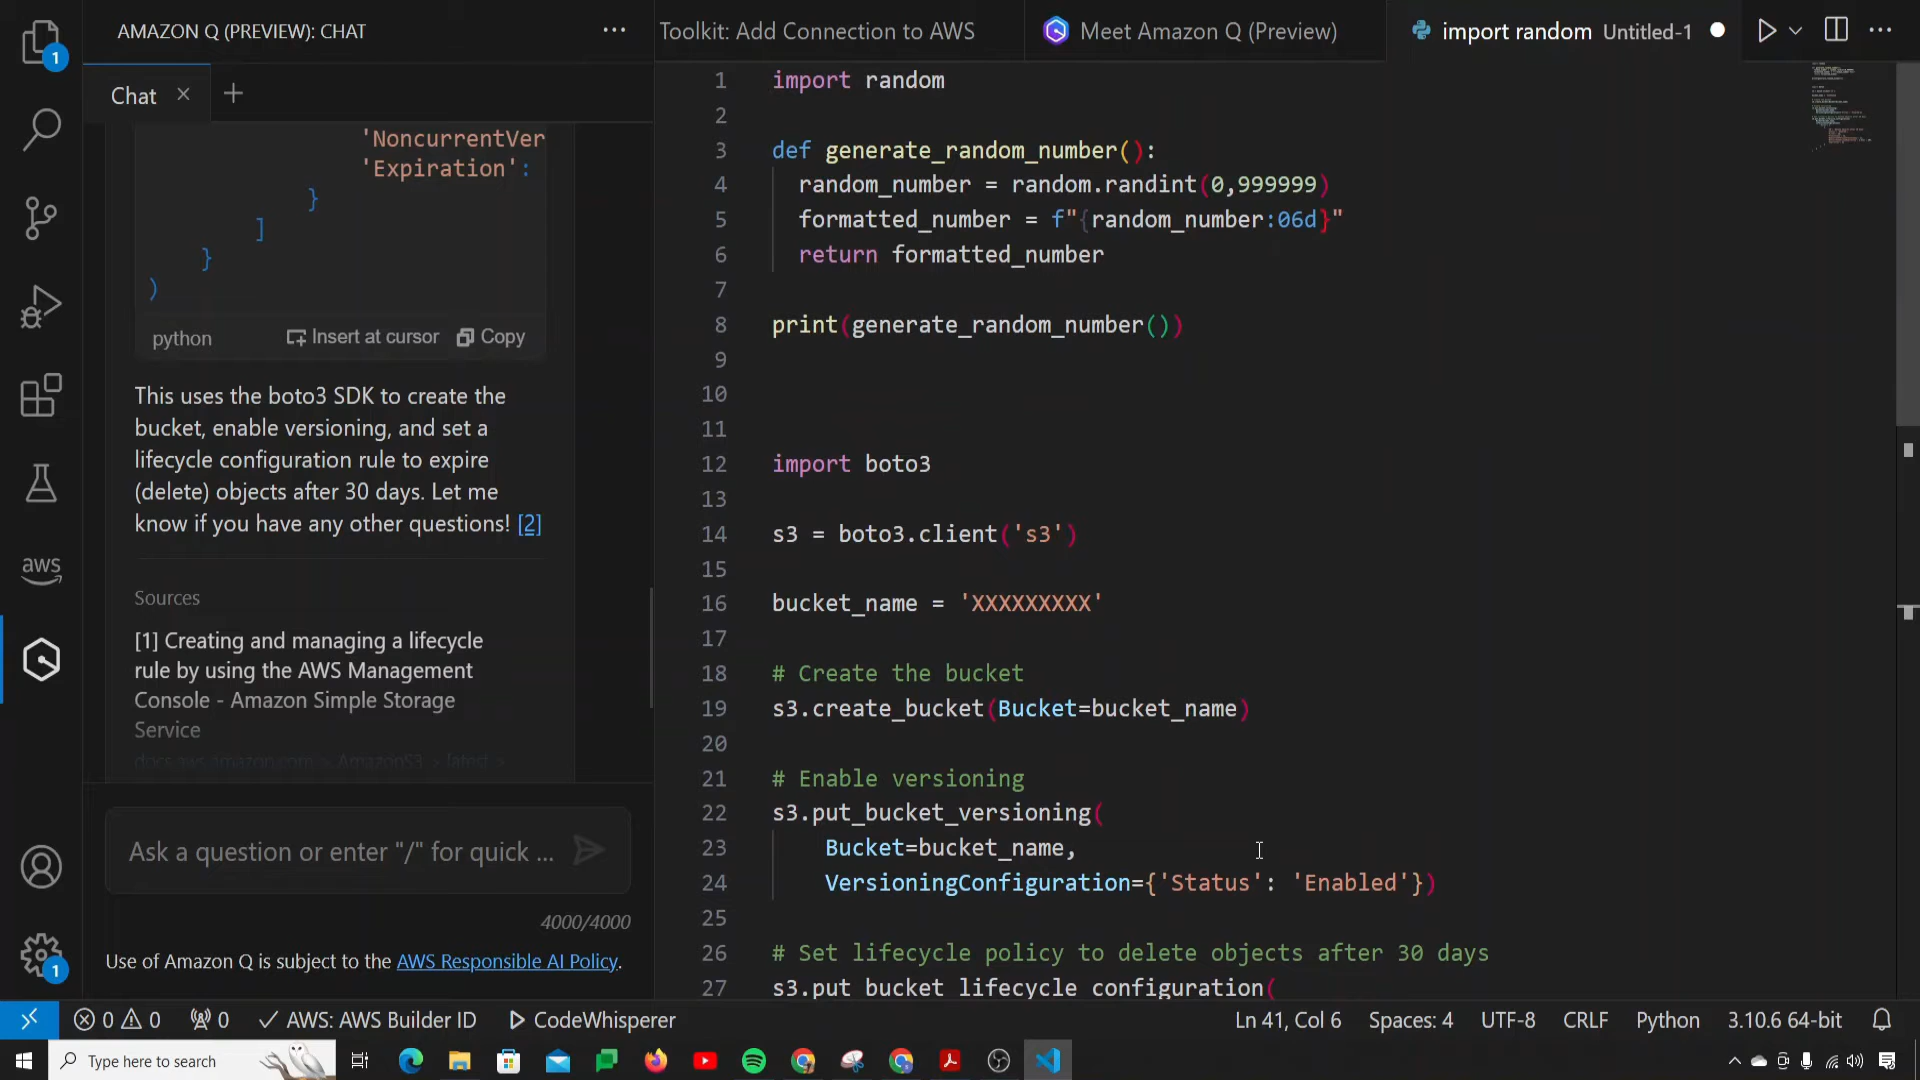 AMAZON Q (PREVIEW): CHAT
Toolkit: Add Connection to AWS
Meet Amazon Q (Preview)
import random Untitled-1
1
Chat
'NoncurrentVer
'Expiration':
}
]
}
)
python
Insert at cursor
Copy
This uses the boto3 SDK to create the
bucket, enable versioning, and set a
lifecycle configuration rule to expire
(delete) objects after 30 days. Let me
know if you have any other questions! [2]
Sources
[1] Creating and managing a lifecycle
rule by using the AWS Management
Console - Amazon Simple Storage
Service
docs.aws.amazon.com > AmazonS3 > latest >
aws
Ask a question or enter "/" for quick ...
4000/4000
Use of Amazon Q is subject to the AWS Responsible AI Policy.
1
1 import random
2
3 def generate_random_number():
4 random_number = random.randint(0,999999)
5 formatted_number = f"{random_number:06d}"
6 return formatted_number
7
8 print(generate_random_number())
9
10
11
12 import boto3
13
14 s3 = boto3.client('s3')
15
16 bucket_name = 'XXXXXXXXX'
17
18 # Create the bucket
19 s3.create_bucket(Bucket=bucket_name)
20
21 # Enable versioning
22 s3.put_bucket_versioning(
23 Bucket=bucket_name,
24 VersioningConfiguration={'Status': 'Enabled'})
25
26 # Set lifecycle policy to delete objects after 30 days
27 s3.put_bucket_lifecycle_configuration(
0 0 0 AWS: AWS Builder ID CodeWhisperer
Ln 41, Col 6 Spaces: 4 UTF-8 CRLF Python 3.10.6 64-bit
Type here to search